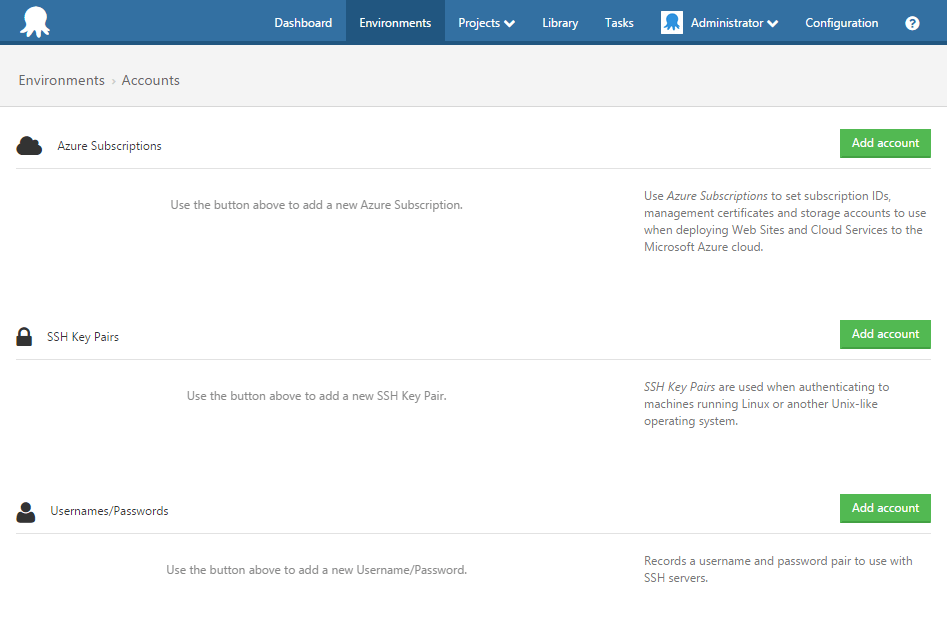 Dashboard Environments Projects Library Tasks Administrator Configuration ?
Environments › Accounts
Azure Subscriptions Add account
Use the button above to add a new Azure Subscription.
Use Azure Subscriptions to set subscription IDs,
management certificates and storage accounts to use
when deploying Web Sites and Cloud Services to the
Microsoft Azure cloud.
SSH Key Pairs Add account
Use the button above to add a new SSH Key Pair.
SSH Key Pairs are used when authenticating to
machines running Linux or another Unix-like
operating system.
Usernames/Passwords Add account
Use the button above to add a new Username/Password.
Records a username and password pair to use with
SSH servers.